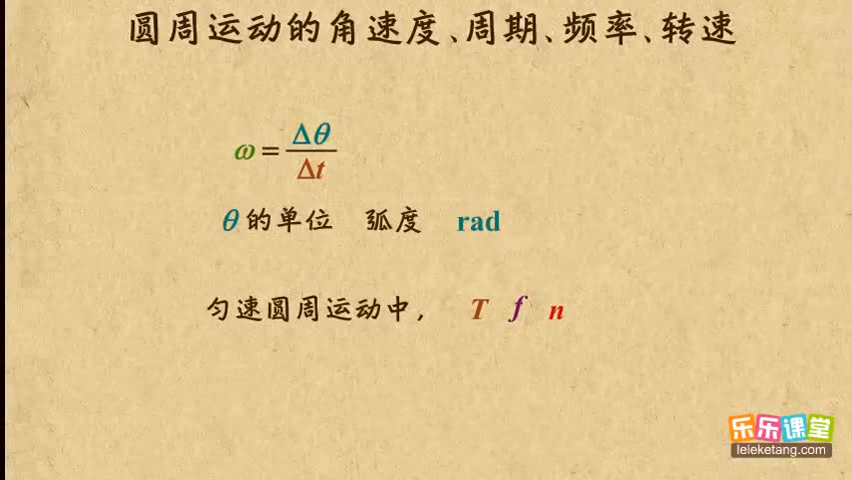 圆周运动的角速度、周期、频率、转速
ω=Δθ/Δt
θ的单位 弧度 rad
匀速圆周运动中， T f n
乐乐课堂
leleketang.com